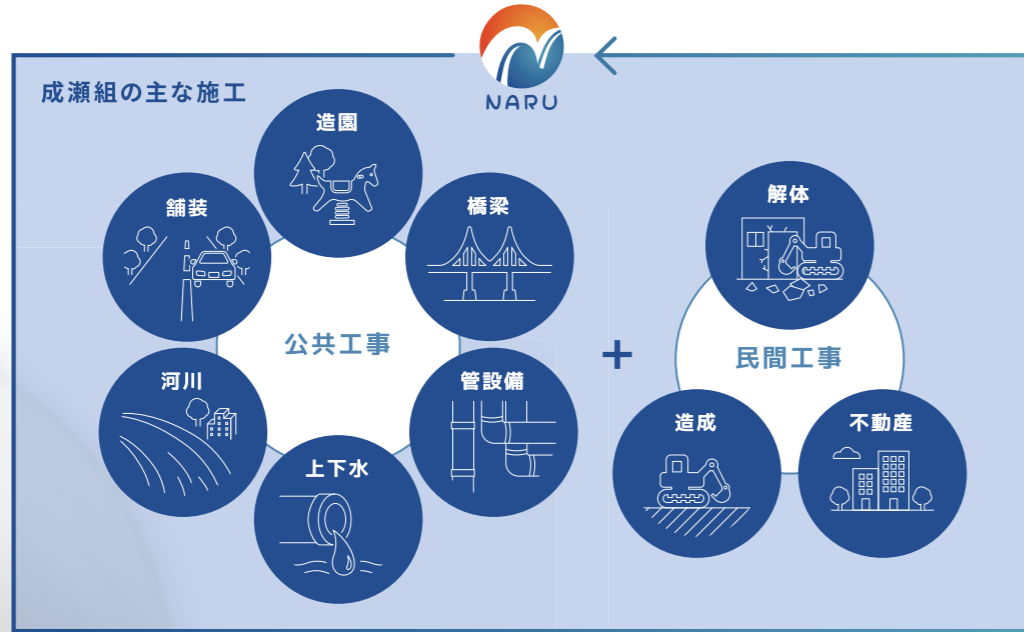 NARU
成瀬組の主な施工
造園
舗装
橋梁
公共工事
河川
管設備
上下水
+
解体
民間工事
造成
不動産